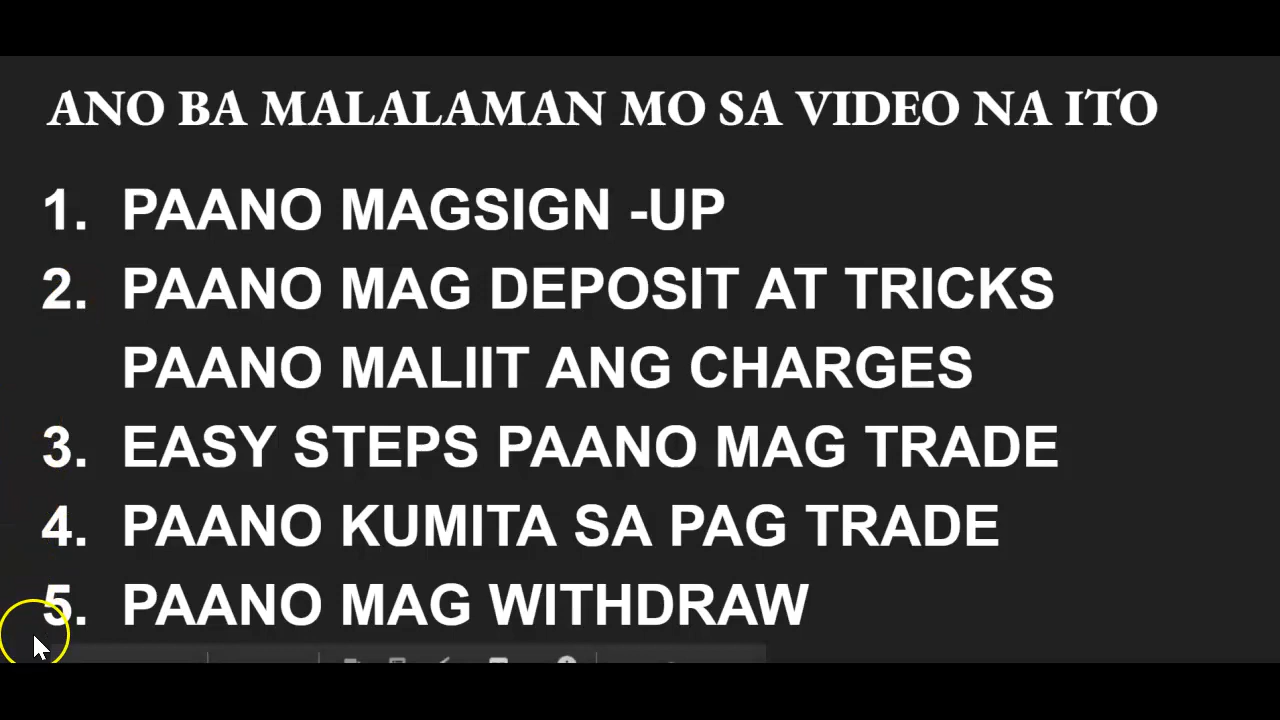 ANO BA MALALAMAN MO SA VIDEO NA ITO
1. PAANO MAGSIGN -UP
2. PAANO MAG DEPOSIT AT TRICKS
PAANO MALIIT ANG CHARGES
3. EASY STEPS PAANO MAG TRADE
4. PAANO KUMITA SA PAG TRADE
5. PAANO MAG WITHDRAW